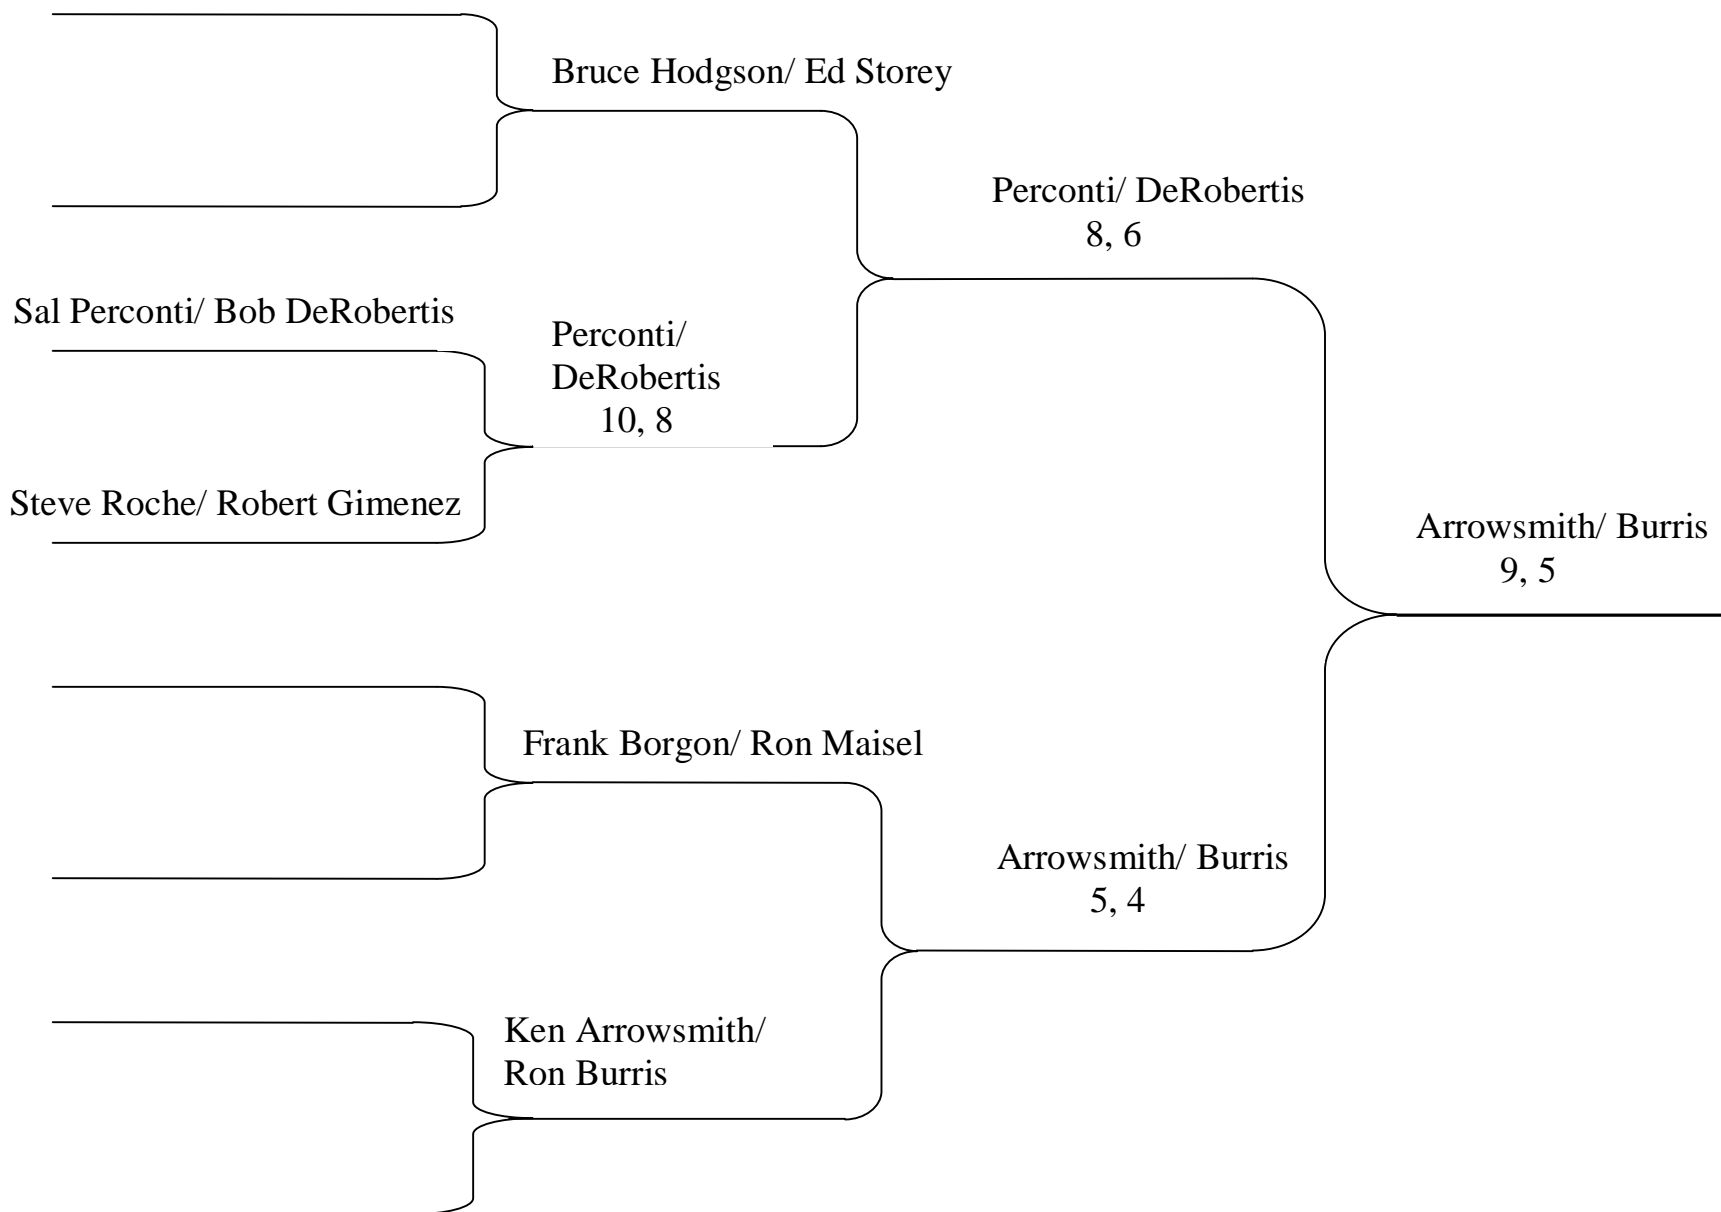 Bruce Hodgson/ Ed Storey
Perconti/ DeRobertis
8, 6
Sal Perconti/ Bob DeRobertis
Perconti/
DeRobertis
10, 8
Steve Roche/ Robert Gimenez
Arrowsmith/ Burris
9, 5
Frank Borgon/ Ron Maisel
Arrowsmith/ Burris
5, 4
Ken Arrowsmith/
Ron Burris